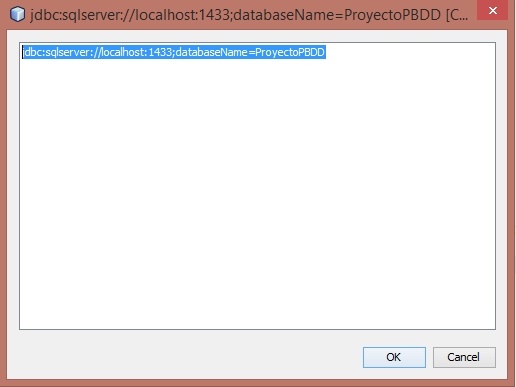 jdbc:sqlserver://localhost:1433;databaseName=ProyectoPBDD [C...
jdbc:sqlserver://localhost:1433;databaseName=ProyectoPBDD
OK Cancel